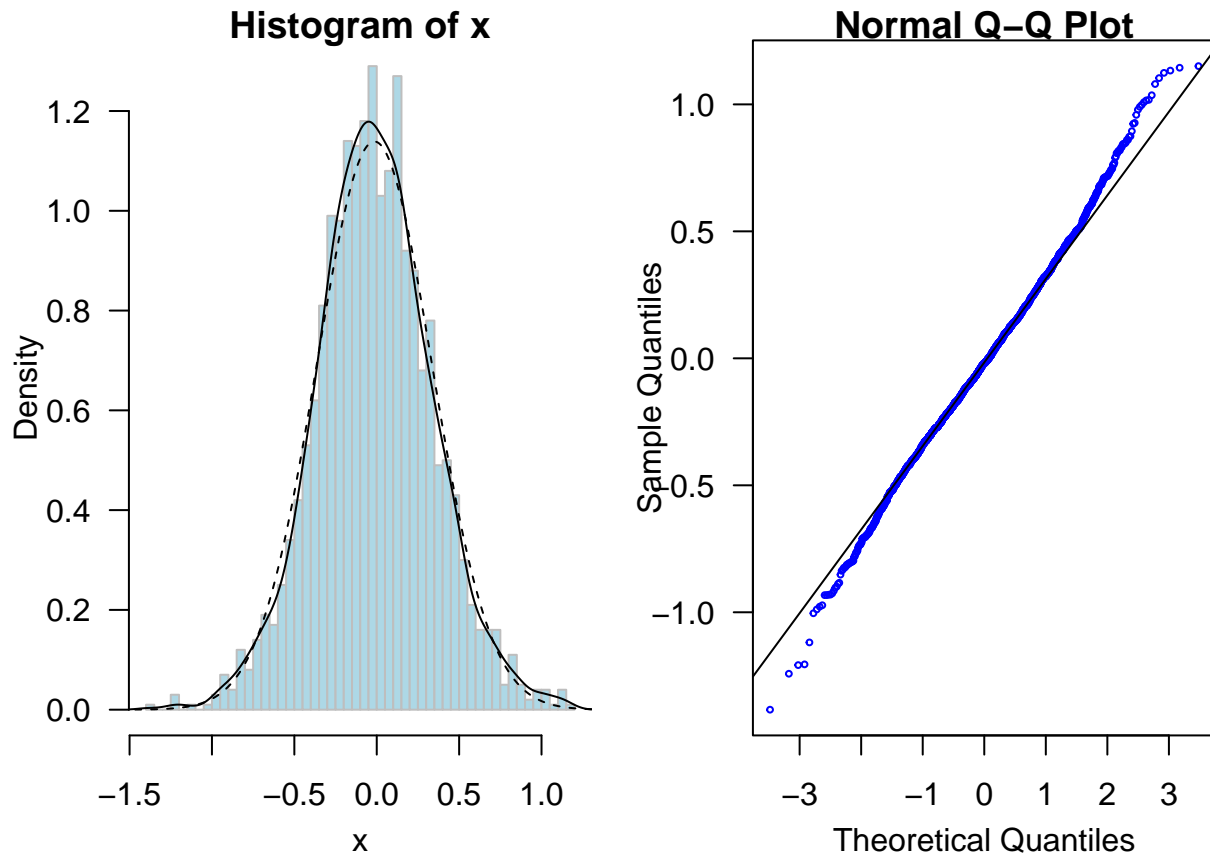 Histogram of x
Density
0.0
0.2
0.4
0.6
0.8
1.0
1.2
−1.5 −0.5 0.0 0.5 1.0
x
Normal Q−Q Plot
Sample Quantiles
1.0
0.5
0.0
−0.5
−1.0
−3 −1 0 1 2 3
Theoretical Quantiles